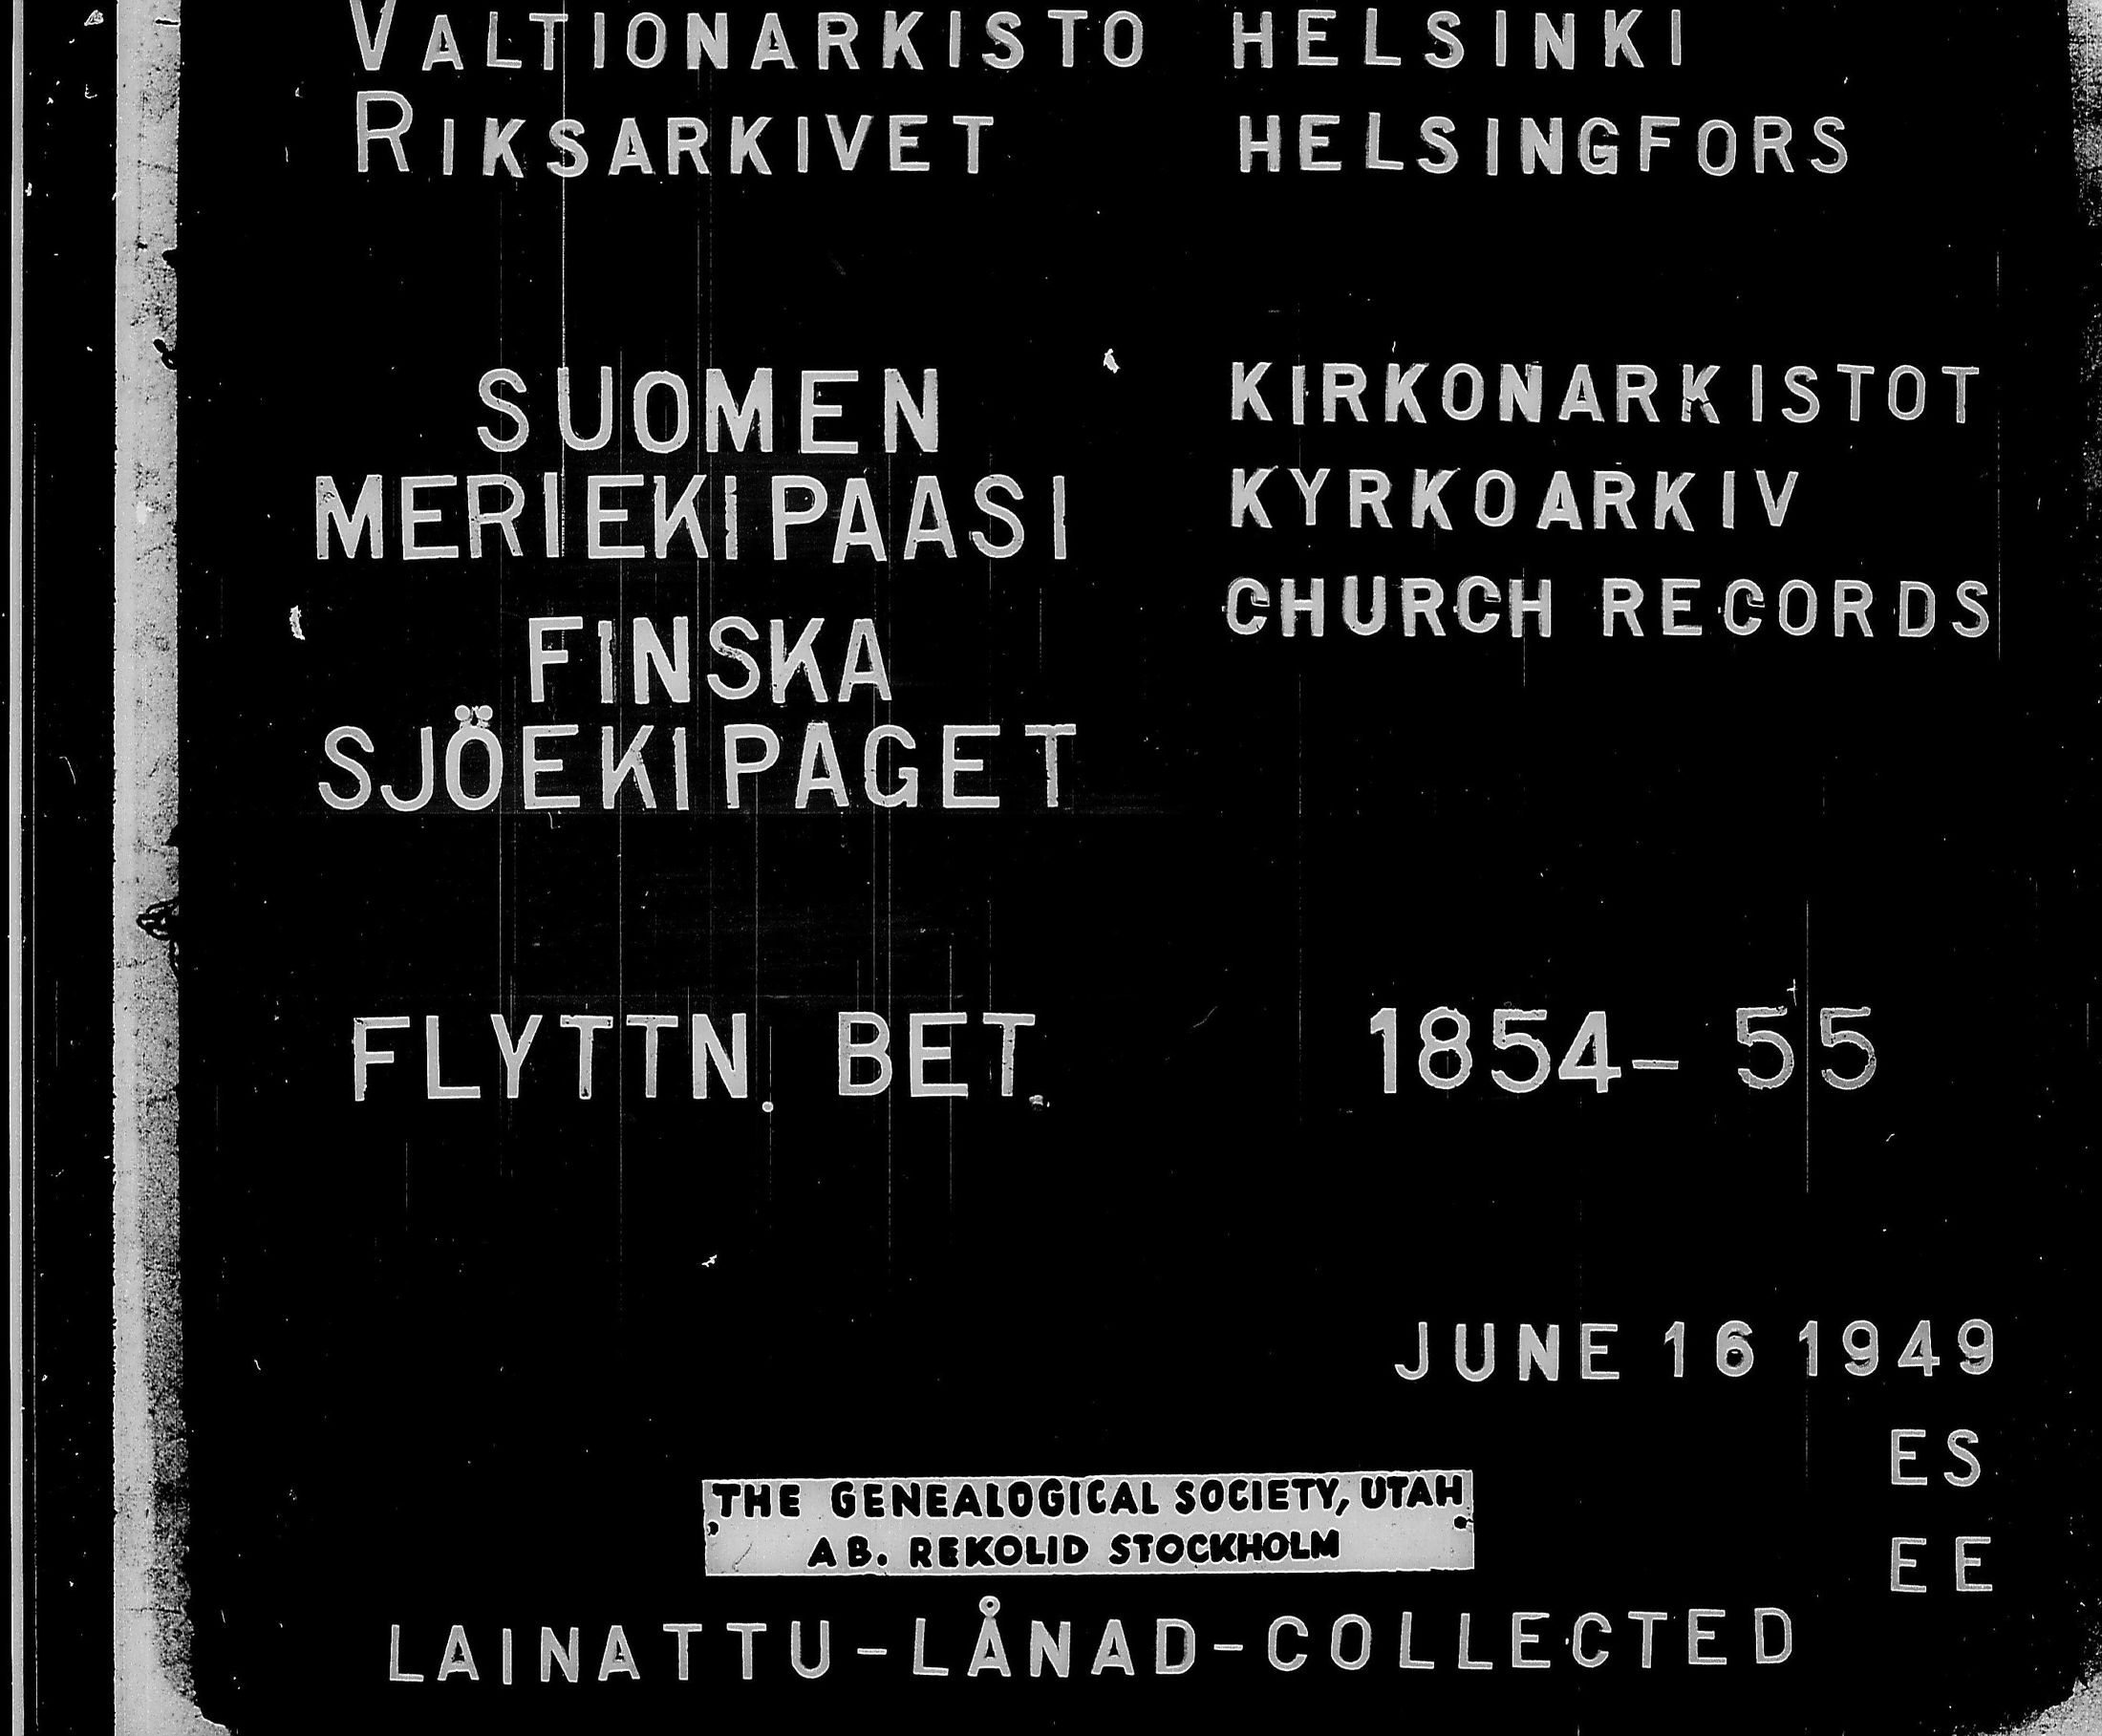 VALTIONARKISTO HELSINKI
RIKSARKIVET HELSINGFORS
SUOMEN
MERIEKIPAASI
FINSKA
SJÖEKIPAGET
KIRKONARKISTOT
KYRKOARKIV
CHURCH RECORDS
FLYTTN. BET. 1854-55
JUNE 16 1949
ES
EE
THE GENEALOGICAL SOCIETY, UTAH
AB. REKOLID STOCKHOLM
LAINATTU-LÅNAD-COLLECTED